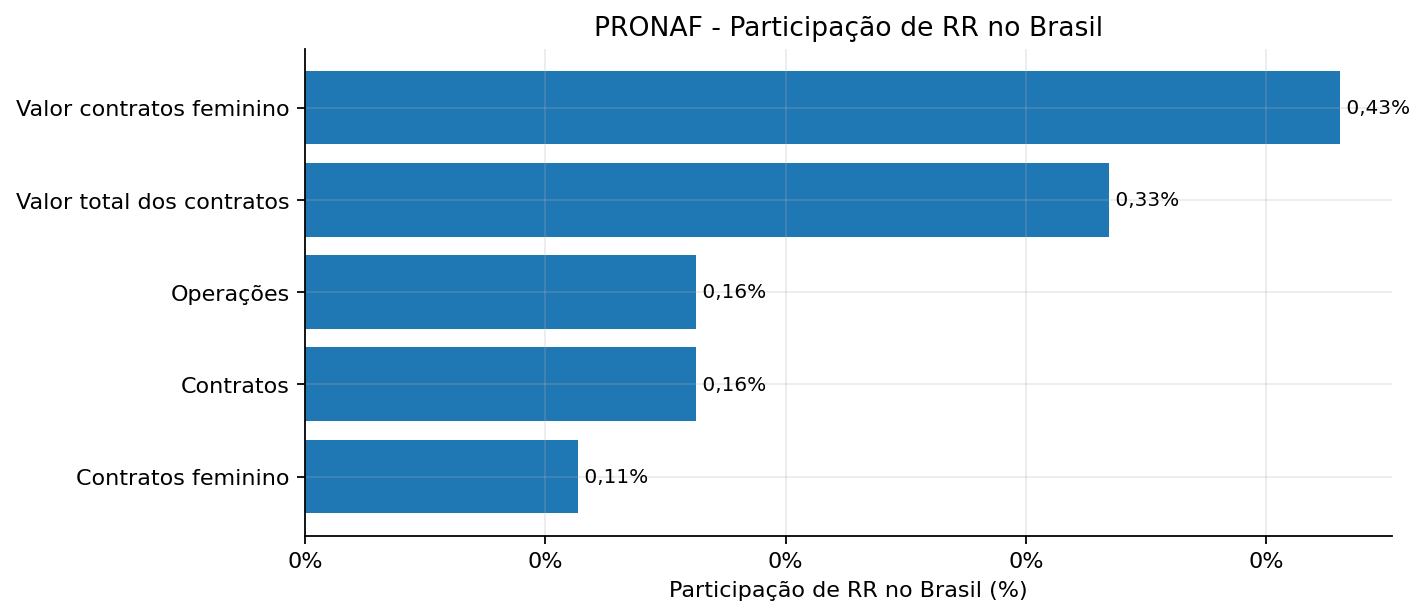 PRONAF - Participação de RR no Brasil
Valor contratos feminino
0,43%
Valor total dos contratos
0,33%
Operações
0,16%
Contratos
0,16%
Contratos feminino
0,11%
0% 0% 0% 0% 0%
Participação de RR no Brasil (%)